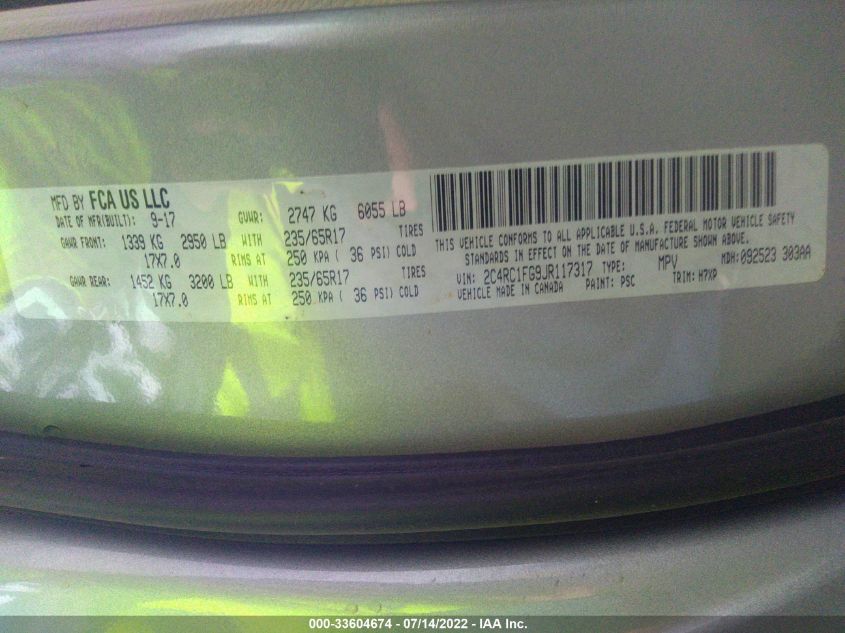 MFD BY FCA US LLC
DATE OF MFR(BUILT): 9-17 GVWR: 2747 KG 6055 LB
GAWR FRONT: 1339 KG 2950 LB WITH 235/65R17 TIRES
17X7.0 RIMS AT 250 KPA ( 36 PSI) COLD
GAWR REAR: 1452 KG 3200 LB WITH 235/65R17 TIRES
17X7.0 RIMS AT 250 KPA ( 36 PSI) COLD
THIS VEHICLE CONFORMS TO ALL APPLICABLE U.S.A. FEDERAL MOTOR VEHICLE SAFETY
STANDARDS IN EFFECT ON THE DATE OF MANUFACTURE SHOWN ABOVE.
VIN: 2C4RC1FG9JR117317 TYPE: MPV MDH: 092523 303AA
VEHICLE MADE IN CANADA PAINT: PSC TRIM: H7XP
000-33604674 - 07/14/2022 - IAA Inc.